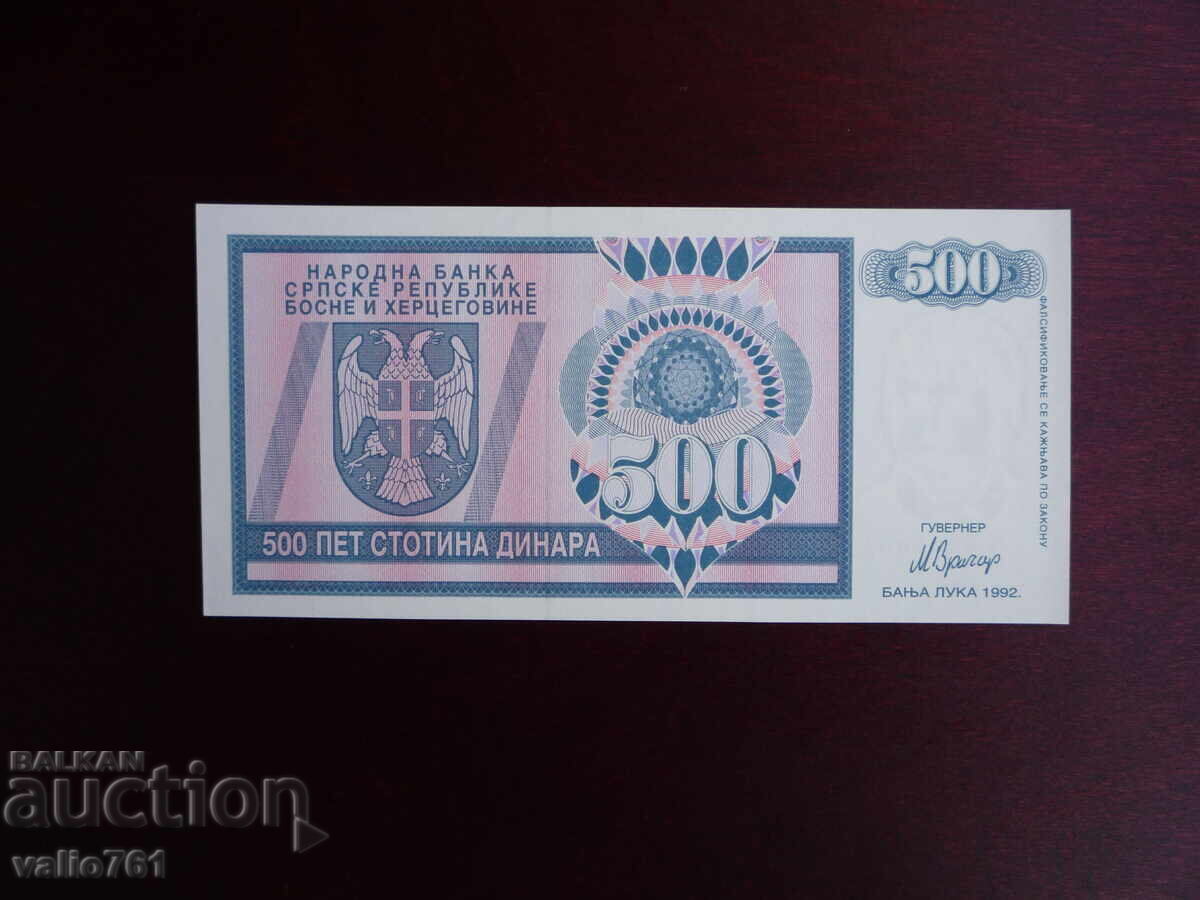 НАРОДНА БАНКА
СРПСКЕ РЕПУБЛИКЕ
БОСНЕ И ХЕРЦЕГОВИНЕ
500
500
500 ПЕТ СТОТИНА ДИНАРА
ФАЛСИФИКОВАЊЕ СЕ КАЖЊАВА ПО ЗАКОНУ
ГУВЕРНЕР
М Вригар
БАЊА ЛУКА 1992.
BALKAN
auction
valio761